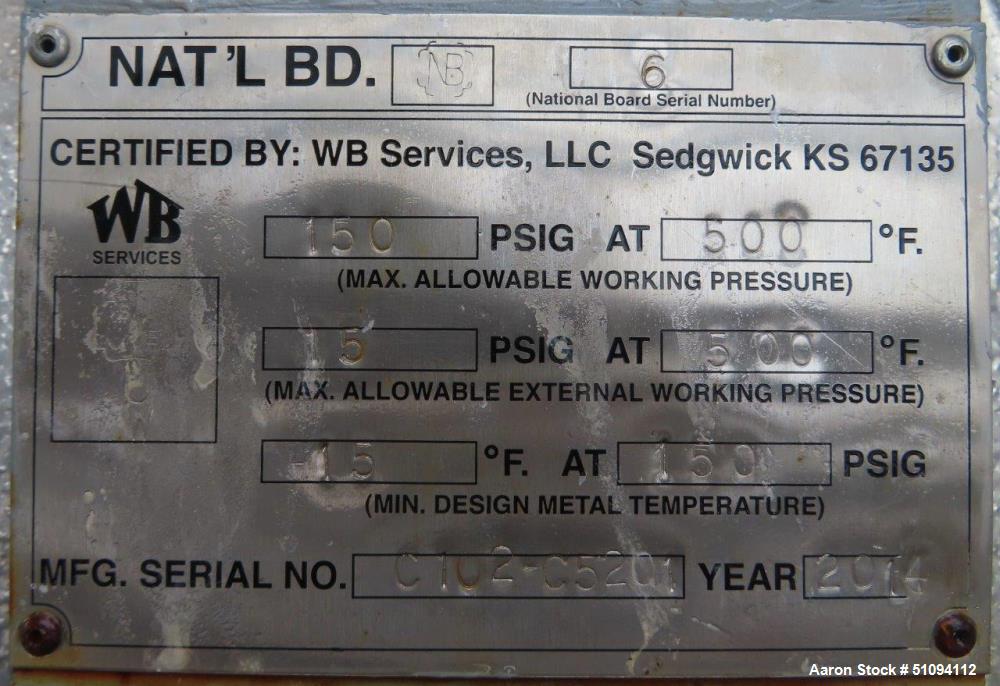 NAT'L BD. NB 6
(National Board Serial Number)
CERTIFIED BY: WB Services, LLC Sedgwick KS 67135
WB
SERVICES
150 PSIG AT 500 °F.
(MAX. ALLOWABLE WORKING PRESSURE)
5 PSIG AT 500 °F.
(MAX. ALLOWABLE EXTERNAL WORKING PRESSURE)
-15 °F. AT 150 PSIG
(MIN. DESIGN METAL TEMPERATURE)
MFG. SERIAL NO. C102-C5201 YEAR 2014
Aaron Stock # 51094112